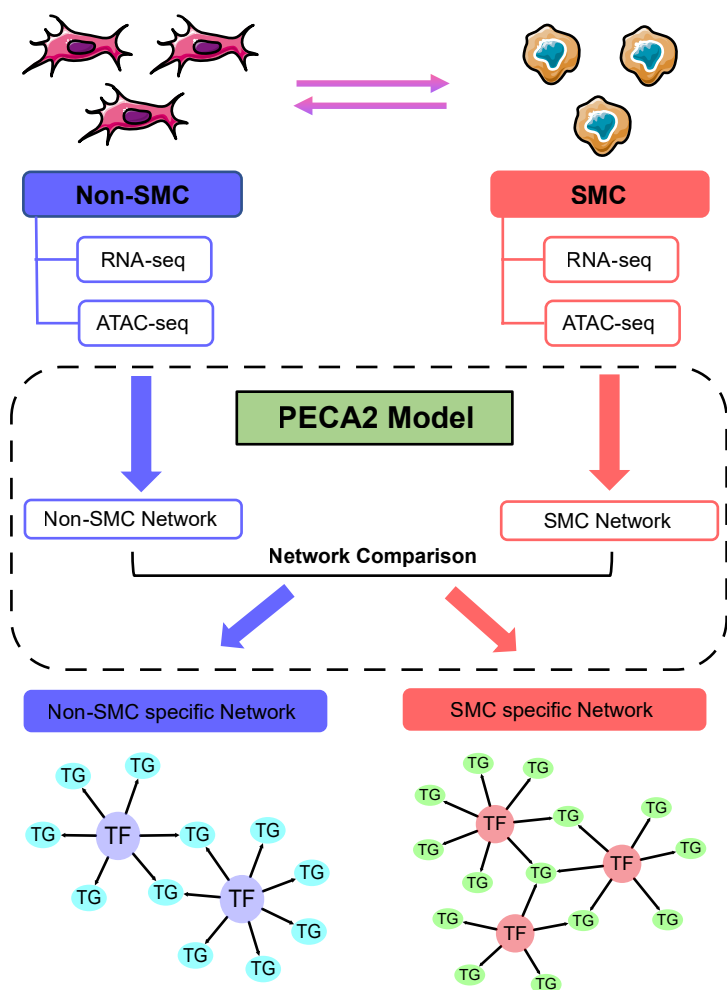 Non-SMC
SMC
RNA-seq
RNA-seq
ATAC-seq
ATAC-seq
PECA2 Model
Non-SMC Network
SMC Network
Network Comparison
Non-SMC specific Network
SMC specific Network
TG
TG
TG
TF
TG
TG
TG
TG
TG
TF
TG
TG
TG
TG
TG
TG
TG
TG
TF
TG
TG
TF
TG
TG
TG
TG
TG
TF
TG
TG